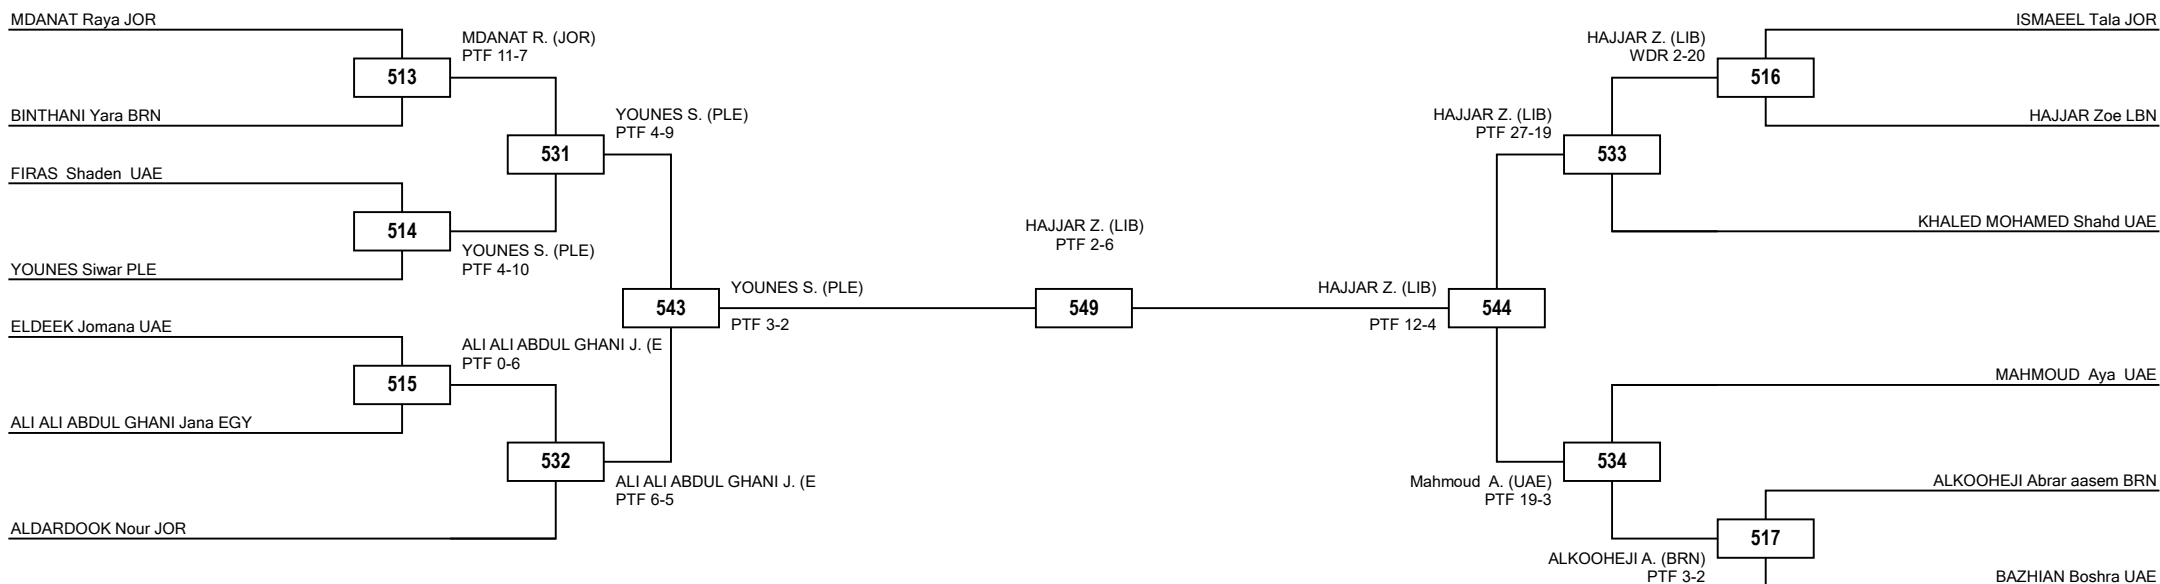 MDANAT Raya JOR
MDANAT R. (JOR)
PTF 11-7
513
BINTHANI Yara BRN
YOUNES S. (PLE)
PTF 4-9
531
FIRAS Shaden UAE
514
YOUNES S. (PLE)
PTF 4-10
YOUNES Siwar PLE
543
YOUNES S. (PLE)
PTF 3-2
ELDEEK Jomana UAE
ALI ALI ABDUL GHANI J. (E
PTF 0-6
515
ALI ALI ABDUL GHANI Jana EGY
532
ALI ALI ABDUL GHANI J. (E
PTF 6-5
ALDARDOOK Nour JOR
HAJJAR Z. (LIB)
PTF 2-6
549
ISMAEEL Tala JOR
HAJJAR Z. (LIB)
WDR 2-20
516
HAJJAR Zoe LBN
HAJJAR Z. (LIB)
PTF 27-19
533
KHALED MOHAMED Shahd UAE
HAJJAR Z. (LIB)
PTF 12-4
544
MAHMOUD Aya UAE
534
Mahmoud A. (UAE)
PTF 19-3
ALKOOHEJI Abrar aasem BRN
517
ALKOOHEJI A. (BRN)
PTF 3-2
BAZHIAN Boshra UAE